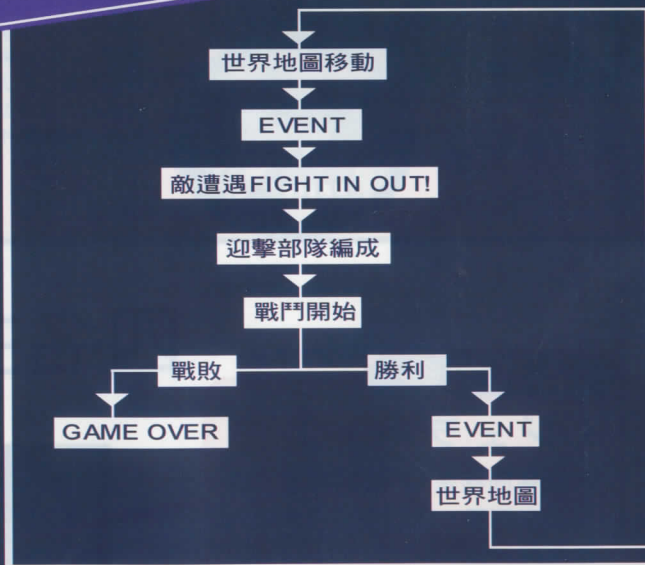 世界地圖移動
EVENT
敵遭遇FIGHT IN OUT!
迎擊部隊編成
戰鬥開始
戰敗
勝利
GAME OVER
EVENT
世界地圖